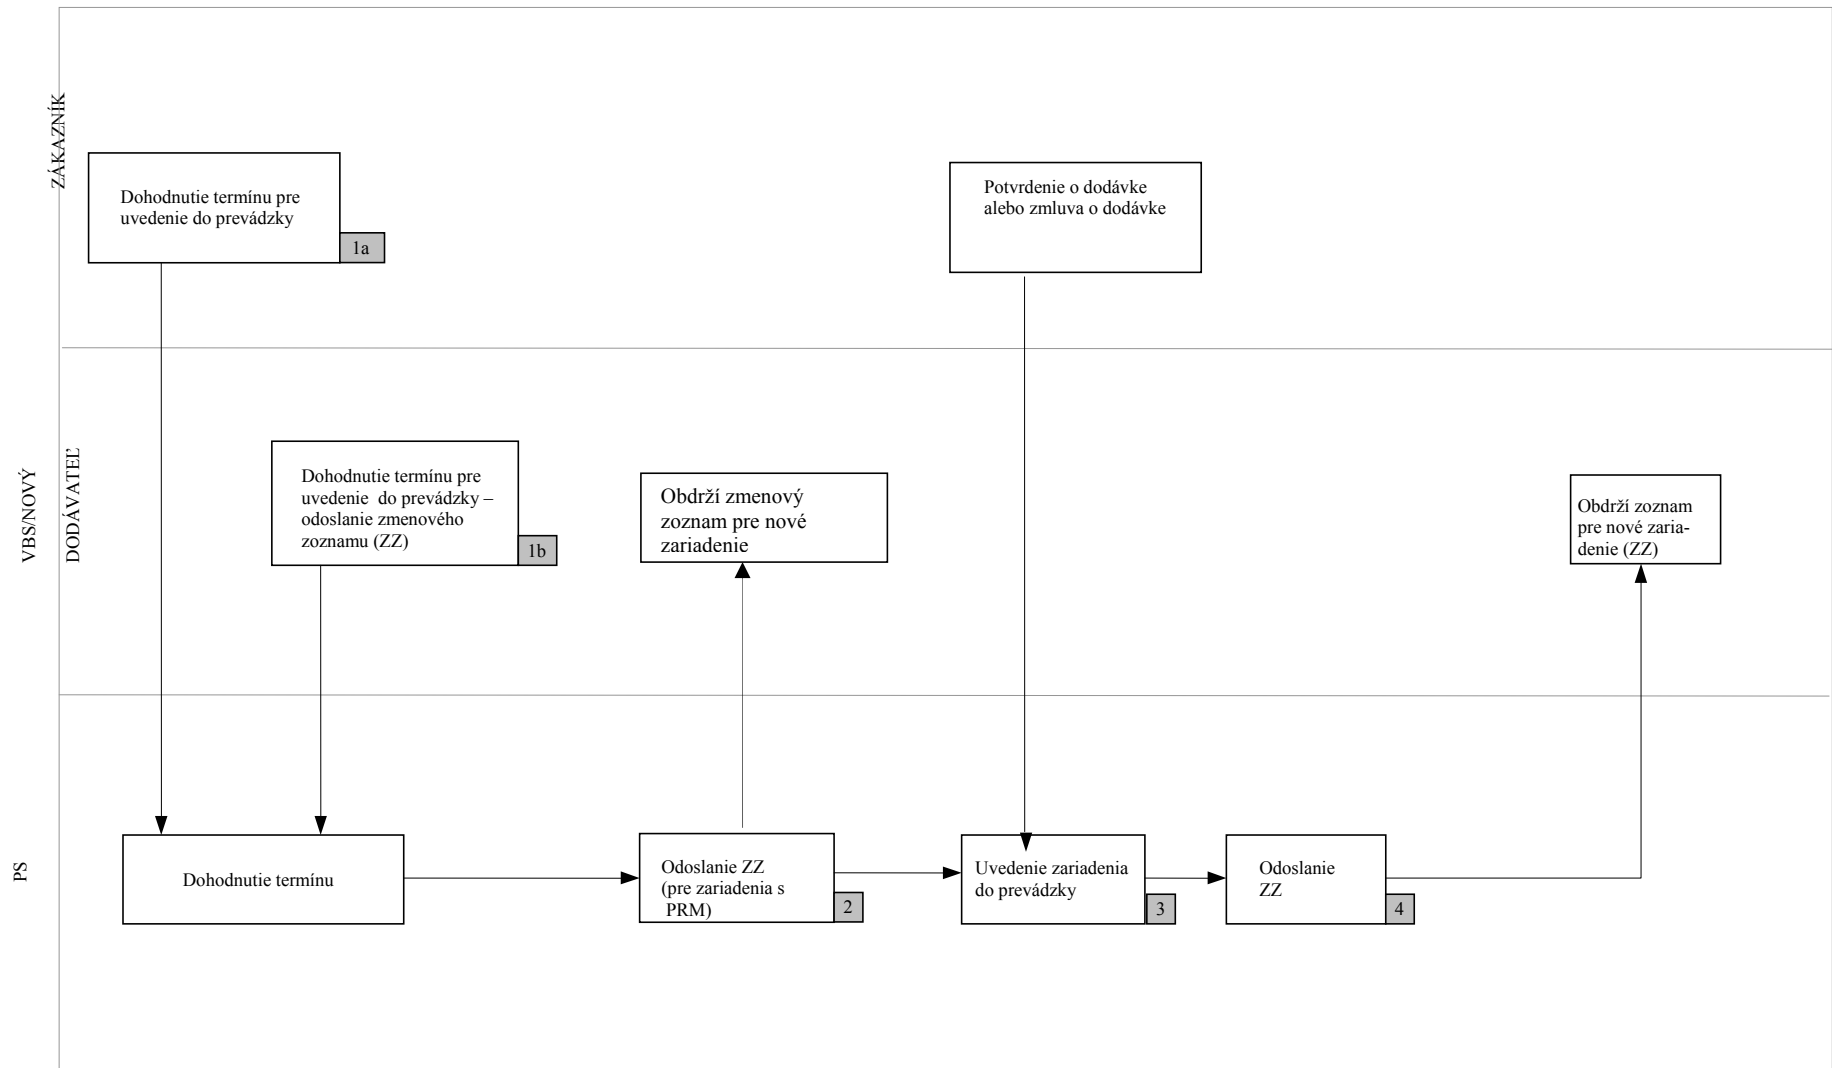 ZÁKAZNÍK
Dohodnutie termínu pre
uvedenie do prevádzky
1a
Potvrdenie o dodávke
alebo zmluva o dodávke
VBS/NOVÝ
DODÁVATEĽ
Dohodnutie termínu pre
uvedenie  do prevádzky –
odoslanie zmenového
zoznamu (ZZ)
1b
Obdrží zmenový
zoznam pre nové
zariadenie
Obdrží zoznam
pre nové zaria-
denie (ZZ)
PS
Dohodnutie termínu
Odoslanie ZZ
(pre zariadenia s
PRM)
2
Uvedenie zariadenia
do prevádzky
3
Odoslanie
ZZ
4